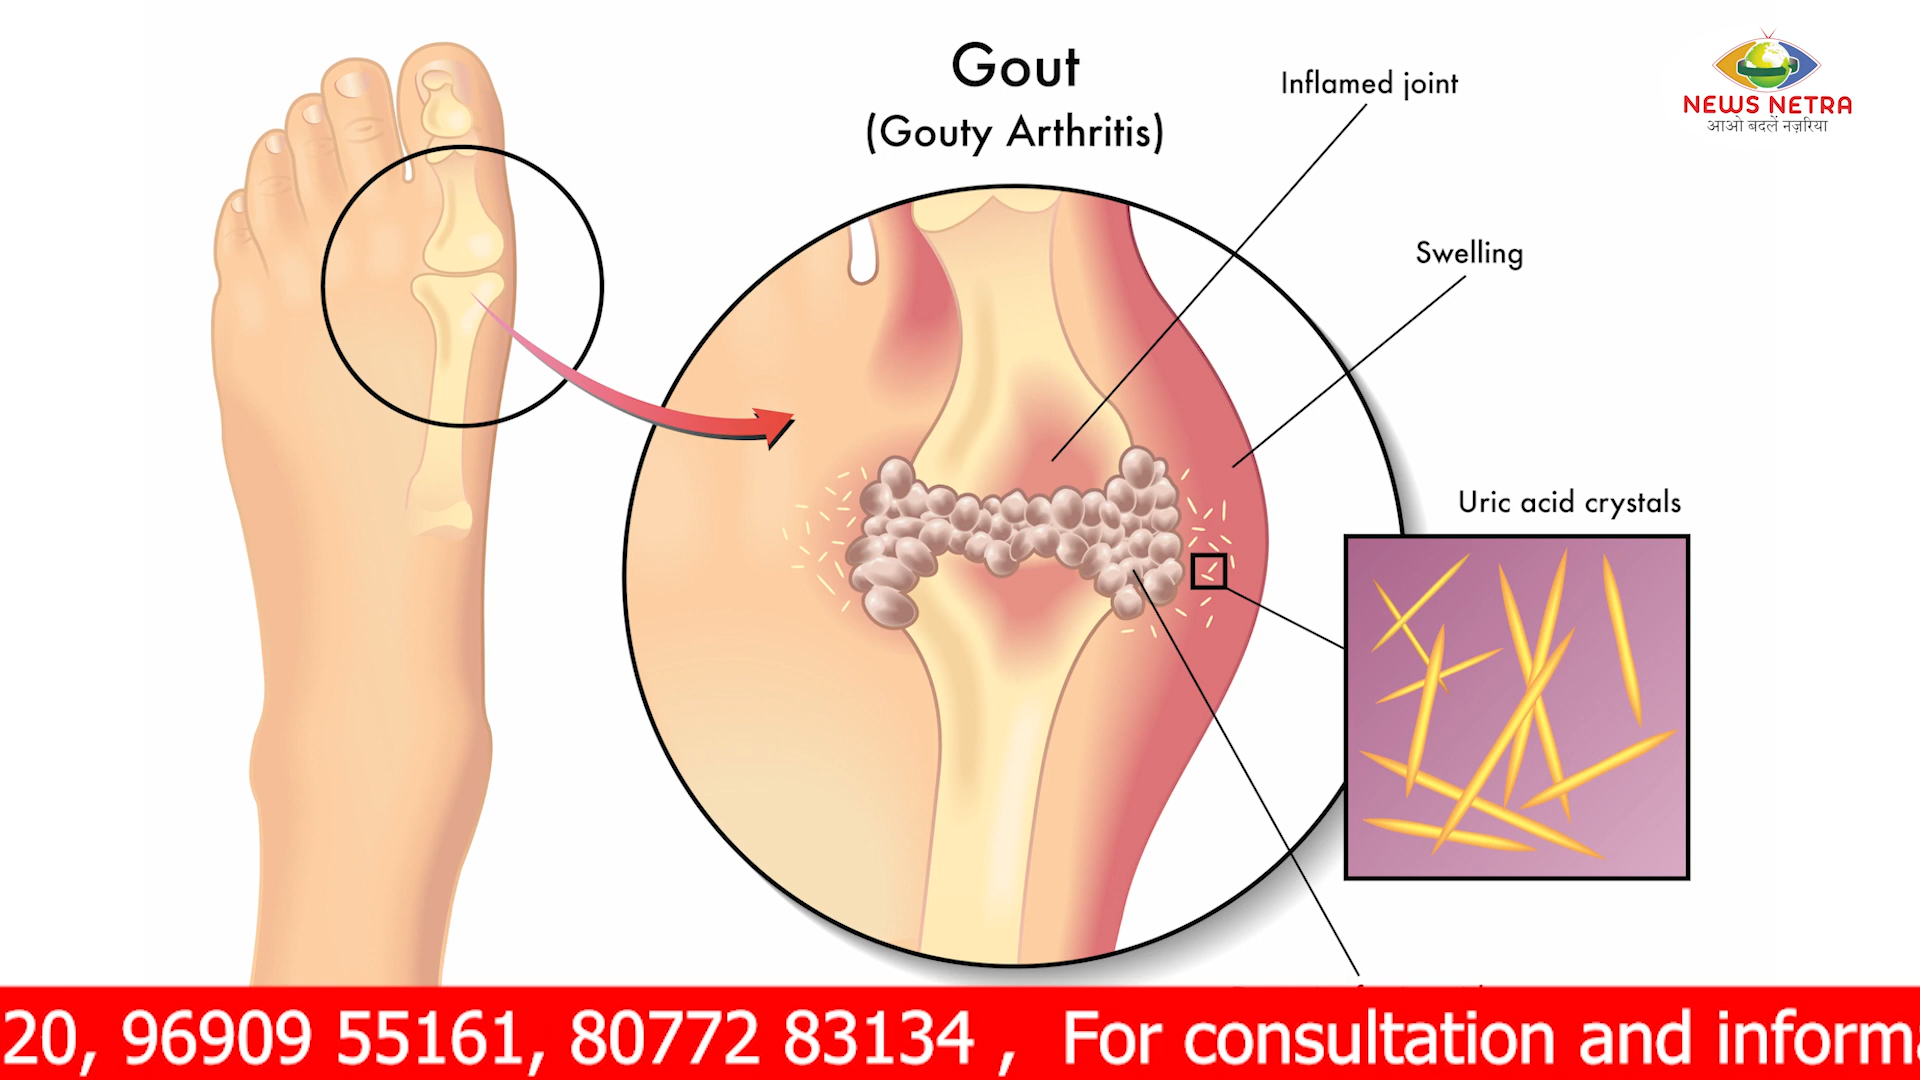 Gout
(Gouty Arthritis)
Inflamed joint
NEWS NETRA
आओ बदलें नज़रिया
Swelling
Uric acid crystals
20, 96909 55161, 80772 83134 , For consultation and informa